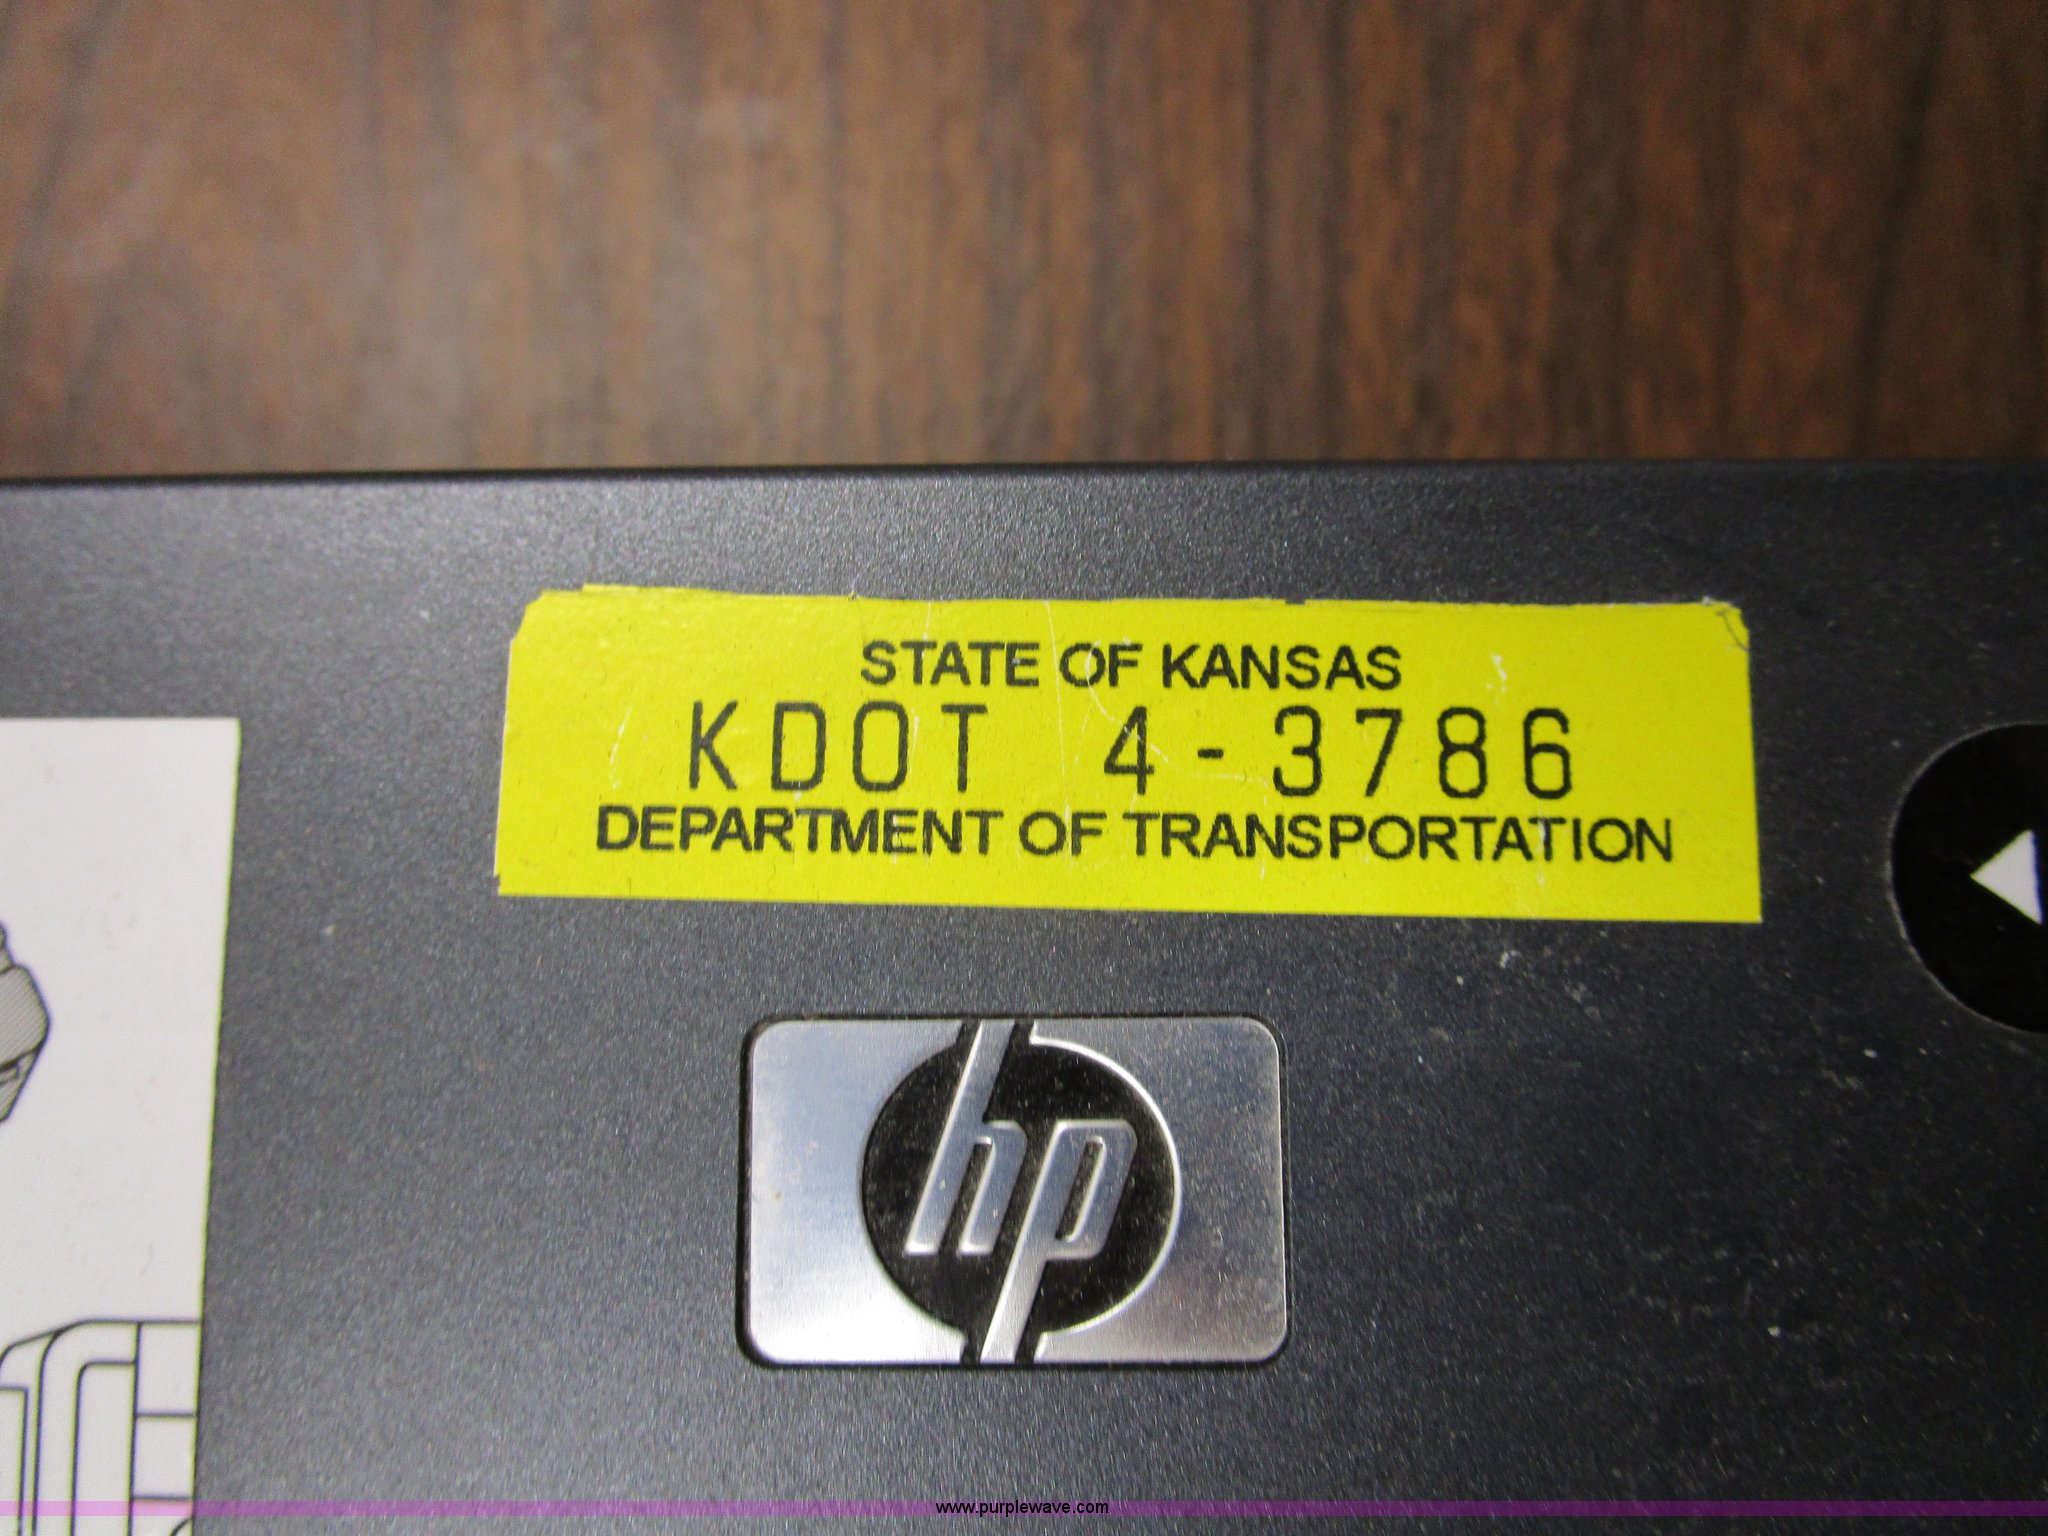 STATE OF KANSAS
KDOT 4-3786
DEPARTMENT OF TRANSPORTATION
hp
www.purplewave.com